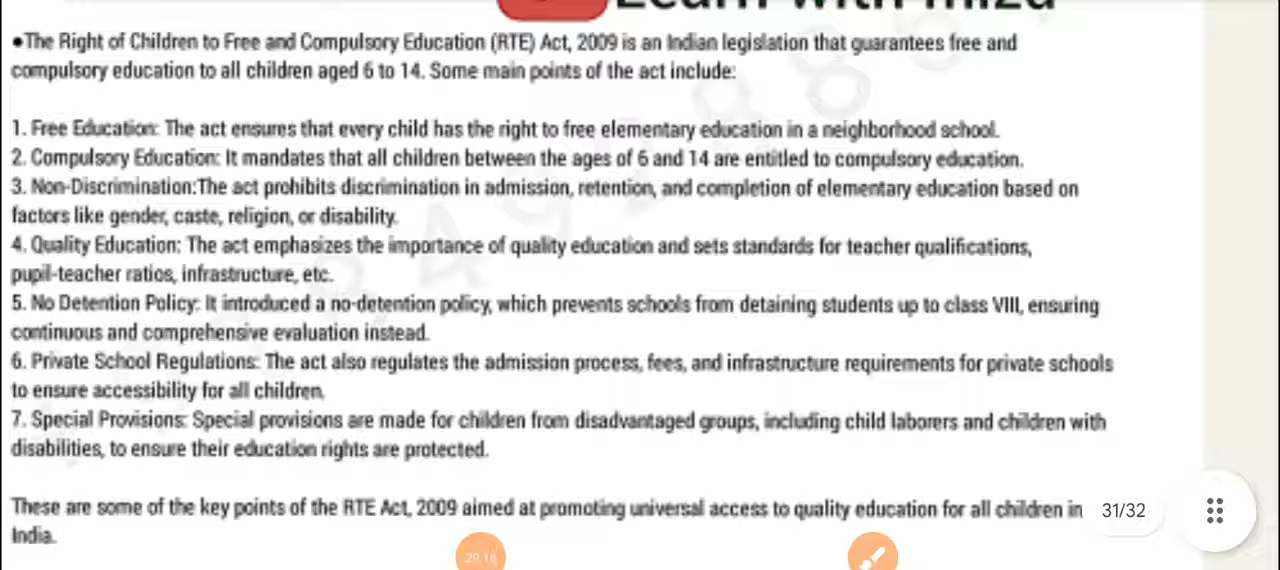 Learn with mizu
•The Right of Children to Free and Compulsory Education (RTE) Act, 2009 is an Indian legislation that guarantees free and
compulsory education to all children aged 6 to 14. Some main points of the act include:
1. Free Education: The act ensures that every child has the right to free elementary education in a neighborhood school.
2. Compulsory Education: It mandates that all children between the ages of 6 and 14 are entitled to compulsory education.
3. Non-Discrimination:The act prohibits discrimination in admission, retention, and completion of elementary education based on
factors like gender, caste, religion, or disability.
4. Quality Education: The act emphasizes the importance of quality education and sets standards for teacher qualifications,
pupil-teacher ratios, infrastructure, etc.
5. No Detention Policy: It introduced a no-detention policy, which prevents schools from detaining students up to class VIII, ensuring
continuous and comprehensive evaluation instead.
6. Private School Regulations: The act also regulates the admission process, fees, and infrastructure requirements for private schools
to ensure accessibility for all children.
7. Special Provisions: Special provisions are made for children from disadvantaged groups, including child laborers and children with
disabilities, to ensure their education rights are protected.
These are some of the key points of the RTE Act, 2009 aimed at promoting universal access to quality education for all children in
India.
31/32